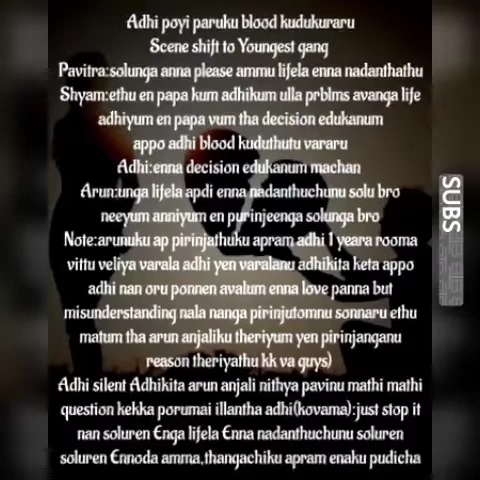 Adhi poyi paruku blood kudukuraru
Scene shift to Youngest gang
Pavitra:solunga anna please ammu lifela enna nadanthathu
Shyam:ethu en papa kum adhikum ulla prblms avanga life
adhiyum en papa vum tha decision edukanum
appo adhi blood kuduthutu vararu
Adhi:enna decision edukanum machan
Arun:unga lifela apdi enna nadanthuchunu solu bro
neeyum anniyum en purinjeenga solunga bro
Note:arunuku ap pirinjathuku apram adhi 1 yeara rooma
vittu veliya varala adhi yen varalanu adhikita keta appo
adhi nan oru ponnen avalum enna love panna but
misunderstanding nala nanga pirinjutomnu sonnaru ethu
matum tha arun anjaliku theriyum yen pirinjanganu
reason theriyathu kk va guys)
Adhi silent Adhikita arun anjali nithya pavinu mathi mathi
question kekka porumai illantha adhi(kovama):just stop it
nan soluren Enga lifela Enna nadanthuchunu soluren
soluren Ennoda amma,thangachiku apram enaku pudicha
SUBS